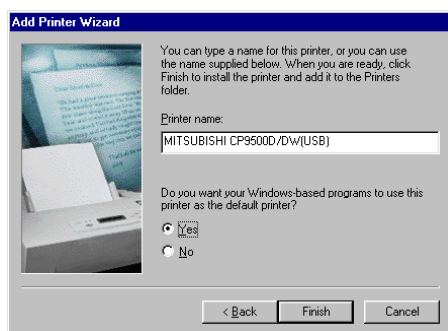 Add Printer Wizard
You can type a name for this printer, or you can use
the name supplied below. When you are ready, click
Finish to install the printer and add it to the Printers
folder.
Printer name:
MITSUBISHI CP9500D/DW(USB)
Do you want your Windows-based programs to use this
printer as the default printer?
Yes
No
< Back
Finish
Cancel